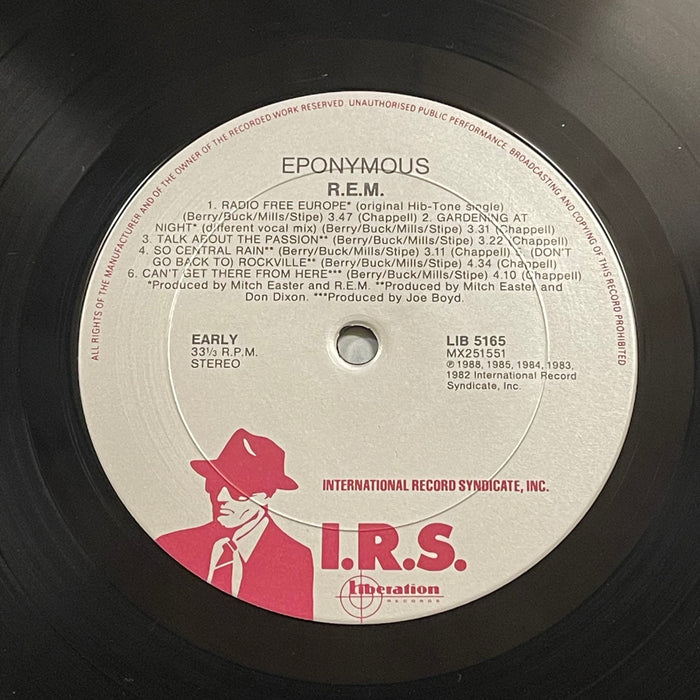 ALL RIGHTS OF THE MANUFACTURER AND OF THE OWNER OF THE RECORDED WORK RESERVED. UNAUTHORISED PUBLIC PERFORMANCE, BROADCASTING AND COPYING OF THIS RECORD PROHIBITED
EPONYMOUS
R.E.M.
1. RADIO FREE EUROPE* (original Hib-Tone single)
(Berry/Buck/Mills/Stipe) 3.47 (Chappell) 2. GARDENING AT
NIGHT* (different vocal mix) (Berry/Buck/Mills/Stipe) 3.31 (Chappell)
3. TALK ABOUT THE PASSION** (Berry/Buck/Mills/Stipe) 3.22 (Chappell)
4. SO CENTRAL RAIN** (Berry/Buck/Mills/Stipe) 3.11 (Chappell) 5. (DON'T
GO BACK TO) ROCKVILLE** (Berry/Buck/Mills/Stipe) 4.34 (Chappell)
6. CAN'T GET THERE FROM HERE*** (Berry/Buck/Mills/Stipe) 4.10 (Chappell)
*Produced by Mitch Easter and R.E.M. **Produced by Mitch Easter and
Don Dixon. ***Produced by Joe Boyd.
EARLY
33⅓ R.P.M.
STEREO
LIB 5165
MX251551
℗ 1988, 1985, 1984, 1983,
1982 International Record
Syndicate, Inc.
INTERNATIONAL RECORD SYNDICATE, INC.
I.R.S.
Liberation
RECORDS